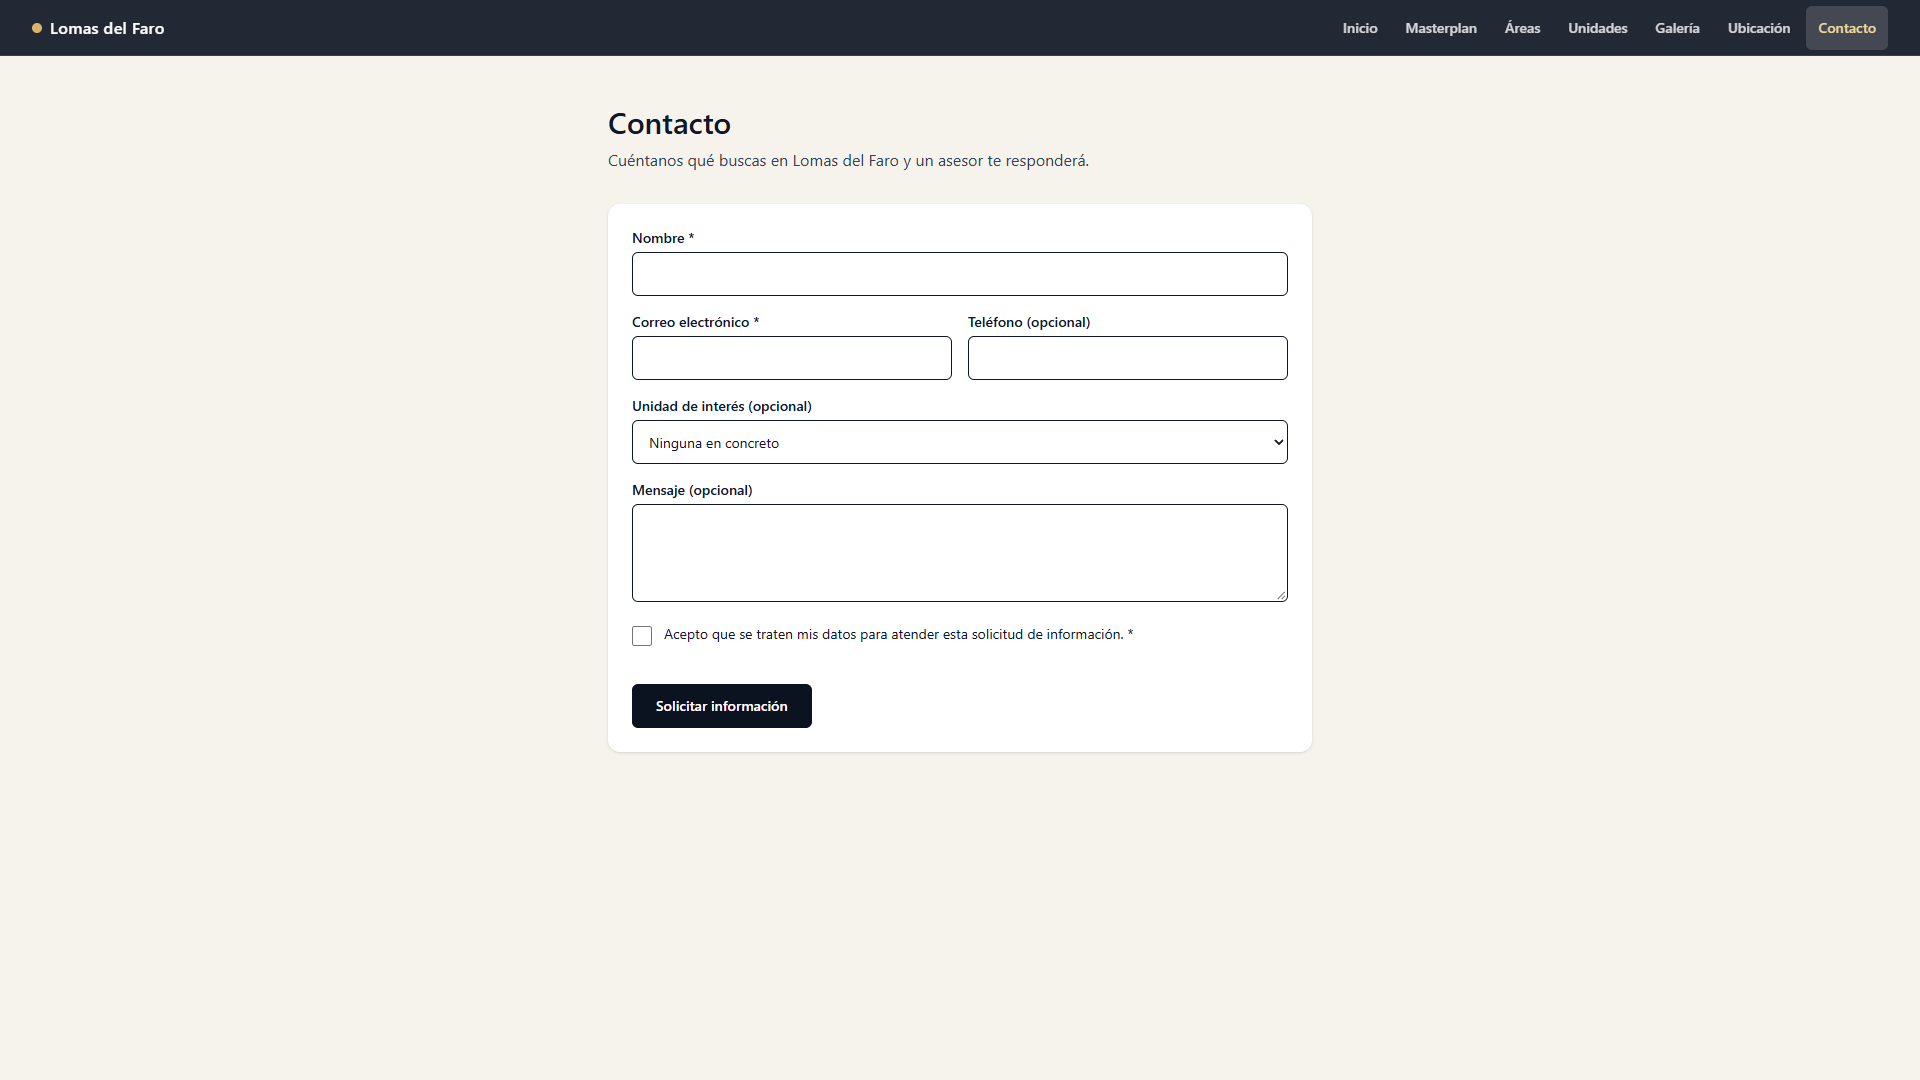 Lomas del Faro
Inicio
Masterplan
Áreas
Unidades
Galería
Ubicación
Contacto
Contacto
Cuéntanos qué buscas en Lomas del Faro y un asesor te responderá.
Nombre *
Correo electrónico *
Teléfono (opcional)
Unidad de interés (opcional)
Ninguna en concreto
Mensaje (opcional)
Acepto que se traten mis datos para atender esta solicitud de información. *
Solicitar información